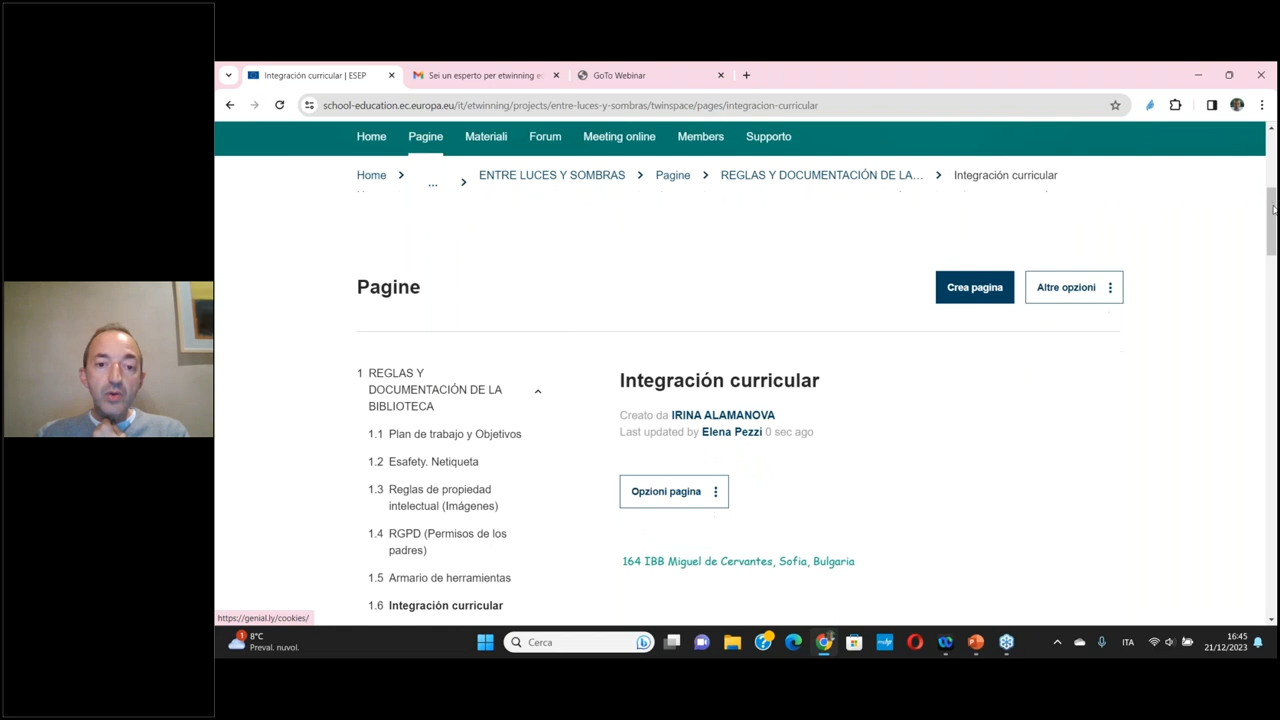 Integración curricular | ESEP
Sei un esperto per etwinning e
GoTo Webinar
school-education.ec.europa.eu/it/etwinning/projects/entre-luces-y-sombras/twinspace/pages/integracion-curricular
Home Pagine Materiali Forum Meeting online Members Supporto
Home > ... > ENTRE LUCES Y SOMBRAS > Pagine > REGLAS Y DOCUMENTACIÓN DE LA... > Integración curricular
Pagine
Crea pagina
Altre opzioni
1 REGLAS Y
DOCUMENTACIÓN DE LA
BIBLIOTECA
1.1 Plan de trabajo y Objetivos
1.2 Esafety. Netiqueta
1.3 Reglas de propiedad
intelectual (Imágenes)
1.4 RGPD (Permisos de los
padres)
1.5 Armario de herramientas
1.6 Integración curricular
Integración curricular
Creato da IRINA ALAMANOVA
Last updated by Elena Pezzi 0 sec ago
Opzioni pagina
164 IBB Miguel de Cervantes, Sofia, Bulgaria
https://genial.ly/cookies/
1
8°C
Preval. nuvol.
Cerca
ITA
16:45
21/12/2023